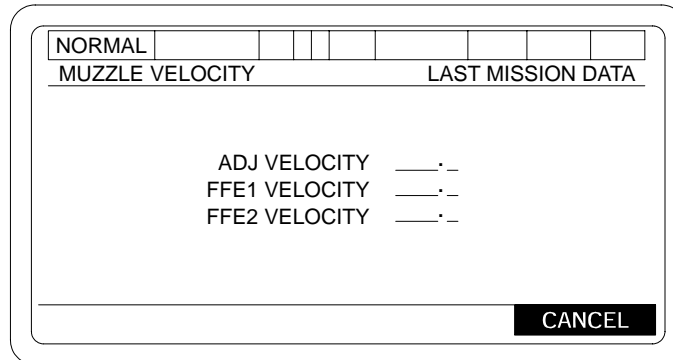 NORMAL
MUZZLE VELOCITY LAST MISSION DATA
ADJ VELOCITY ___._
FFE1 VELOCITY ___._
FFE2 VELOCITY ___._
CANCEL